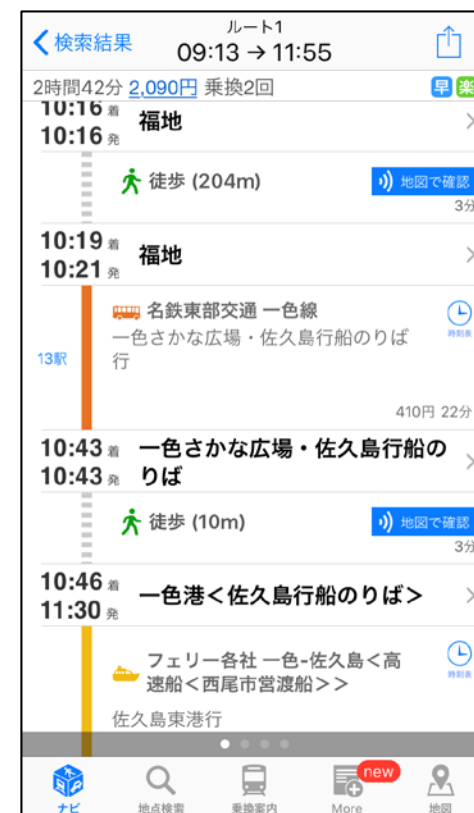 ルート1
検索結果
09:13 → 11:55
2時間42分 2,090円 乗換2回
早 楽
10:16 着
福地
10:16 発
徒歩 (204m)
地図で確認
3分
10:19 着
福地
10:21 発
名鉄東部交通 一色線
一色さかな広場・佐久島行船のりば
行
時刻表
13駅
410円 22分
10:43 着
一色さかな広場・佐久島行船の
10:43 発
りば
徒歩 (10m)
地図で確認
3分
10:46 着
一色港<佐久島行船のりば>
11:30 発
フェリー各社 一色-佐久島<高
速船<西尾市営渡船>>
時刻表
佐久島東港行
new
ナビ
地点検索
乗換案内
More
地図